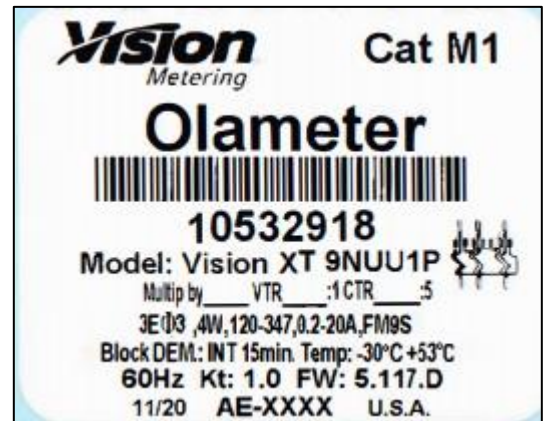 Vision Cat M1
Metering
Olameter
10532918
Model: Vision XT 9NUU1P
Multip by____ VTR____:1 CTR____:5
3EΦ3 ,4W,120-347,0.2-20A,FM9S
Block DEM.: INT 15min. Temp: -30°C +53°C
60Hz Kt: 1.0 FW: 5.117.D
11/20 AE-XXXX U.S.A.